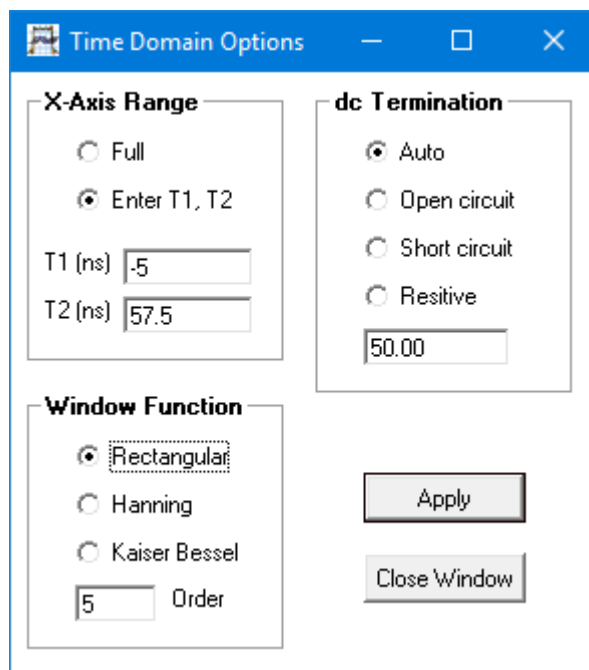 Time Domain Options
X-Axis Range
Full
Enter T1, T2
T1 (ns) -5
T2 (ns) 57.5
dc Termination
Auto
Open circuit
Short circuit
Resitive
50.00
Window Function
Rectangular
Hanning
Kaiser Bessel
5 Order
Apply
Close Window